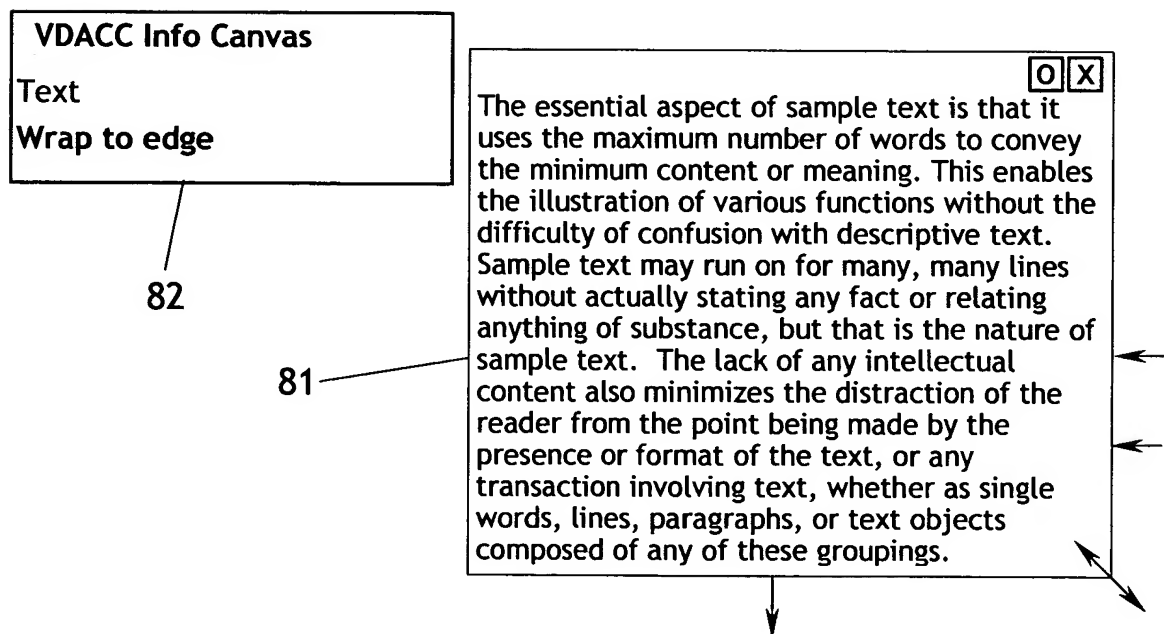 VDACC Info Canvas
Text
Wrap to edge
82
81
O X
The essential aspect of sample text is that it
uses the maximum number of words to convey
the minimum content or meaning. This enables
the illustration of various functions without the
difficulty of confusion with descriptive text.
Sample text may run on for many, many lines
without actually stating any fact or relating
anything of substance, but that is the nature of
sample text.  The lack of any intellectual
content also minimizes the distraction of the
reader from the point being made by the
presence or format of the text, or any
transaction involving text, whether as single
words, lines, paragraphs, or text objects
composed of any of these groupings.